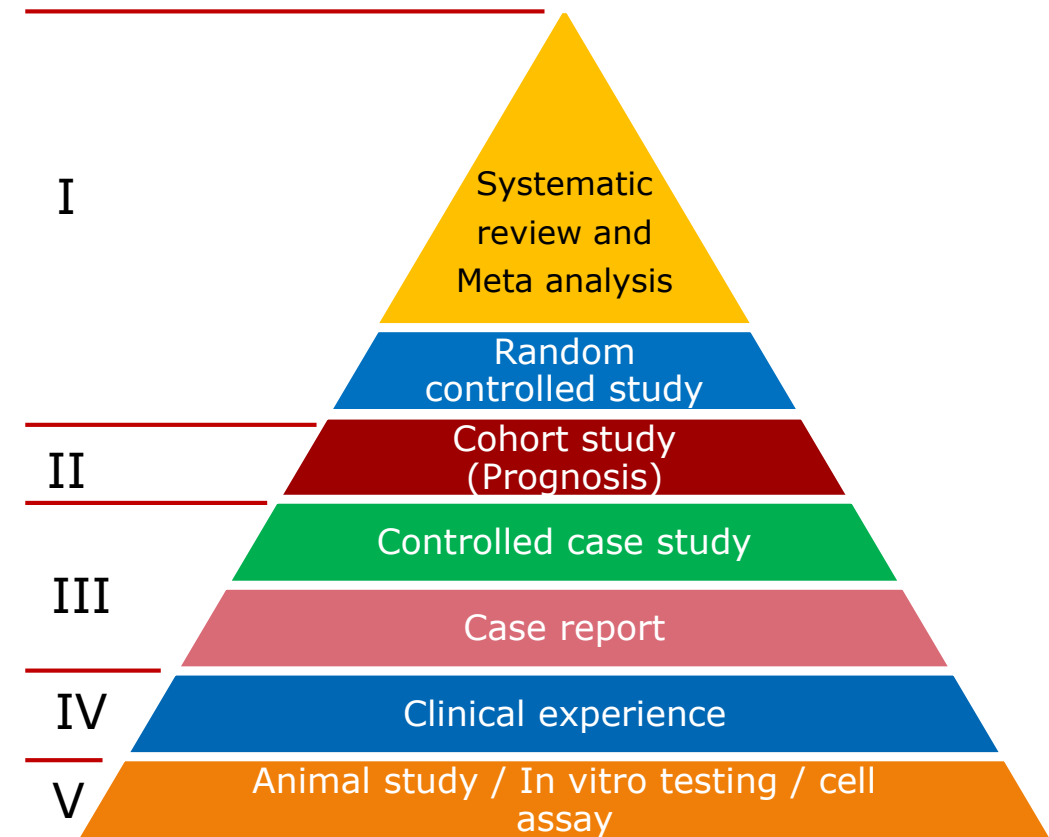 I
Systematic
review and
Meta analysis
Random
controlled study
II
Cohort study
(Prognosis)
III
Controlled case study
Case report
IV
Clinical experience
V
Animal study / In vitro testing / cell
assay